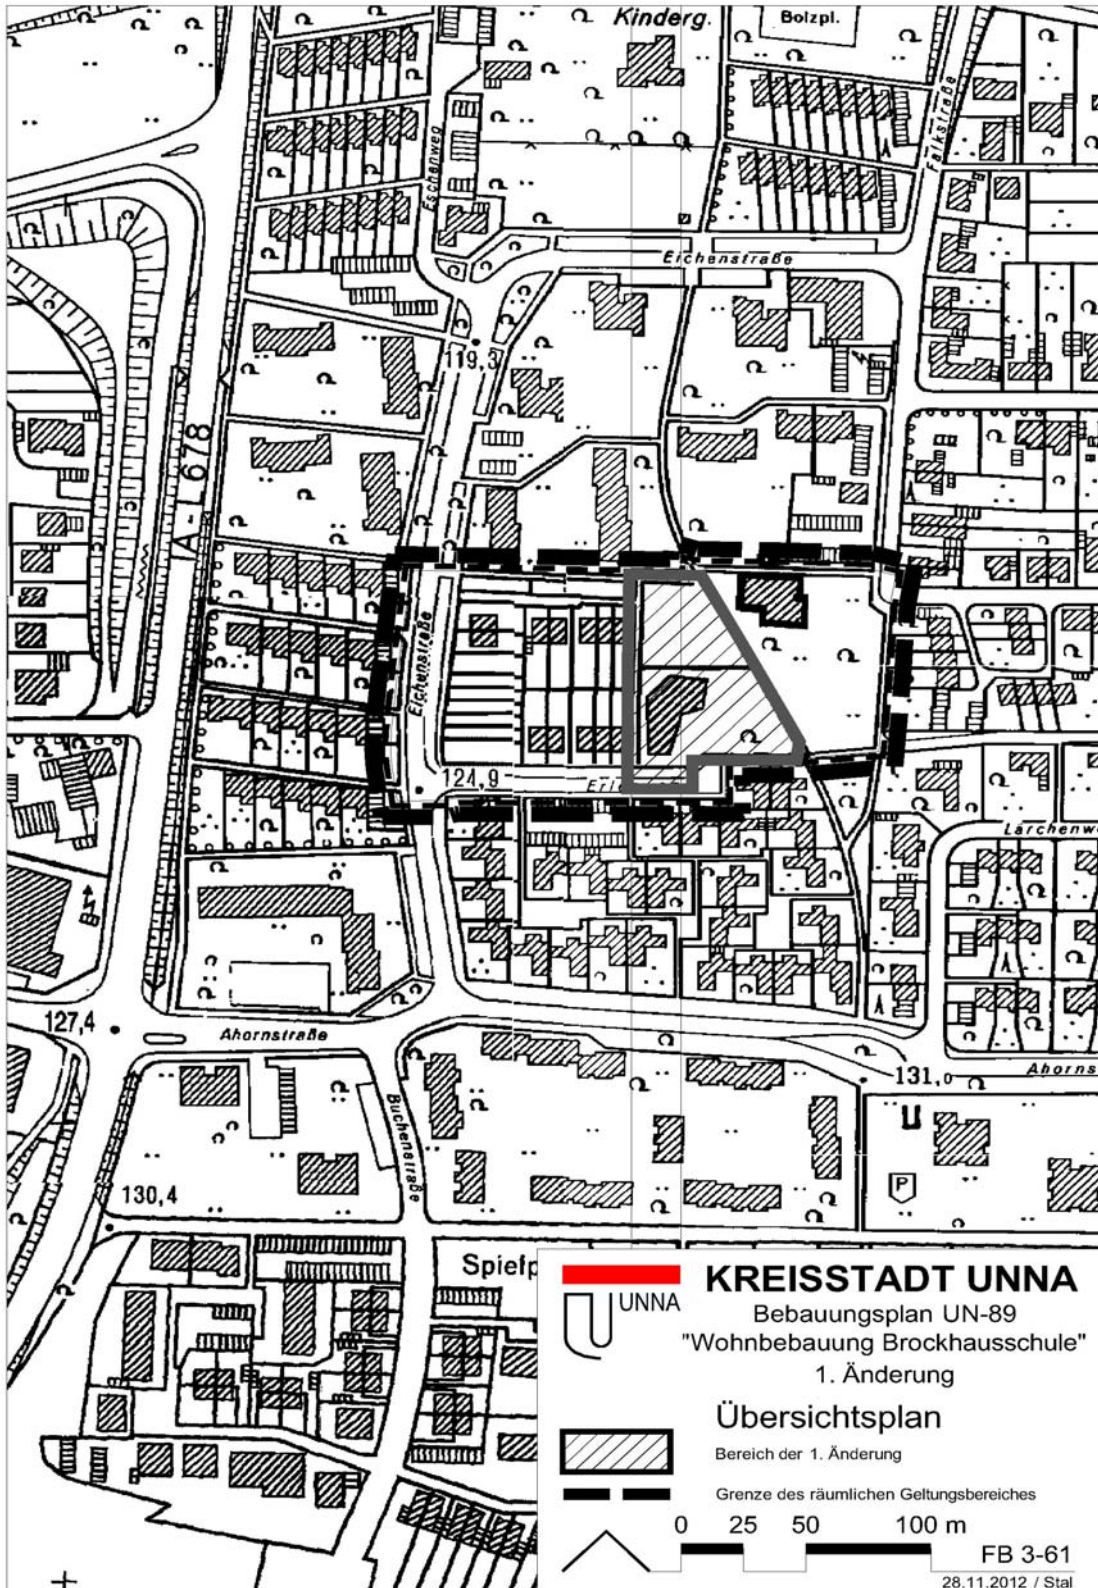 Kinderg.
Bolzpl.
Eschenweg
Falkstraße
Eichenstraße
119,3
A-L678
Eichenstraße
124,9
Lärchenw
127,4
Ahornstraße
131,0
Ahorns
Buchenstraße
P
130,4
Spielp
KREISSTADT UNNA
UNNA
Bebauungsplan UN-89
"Wohnbebauung Brockhausschule"
1. Änderung
Übersichtsplan
Bereich der 1. Änderung
Grenze des räumlichen Geltungsbereiches
0 25 50 100 m
FB 3-61
28.11.2012 / Stal